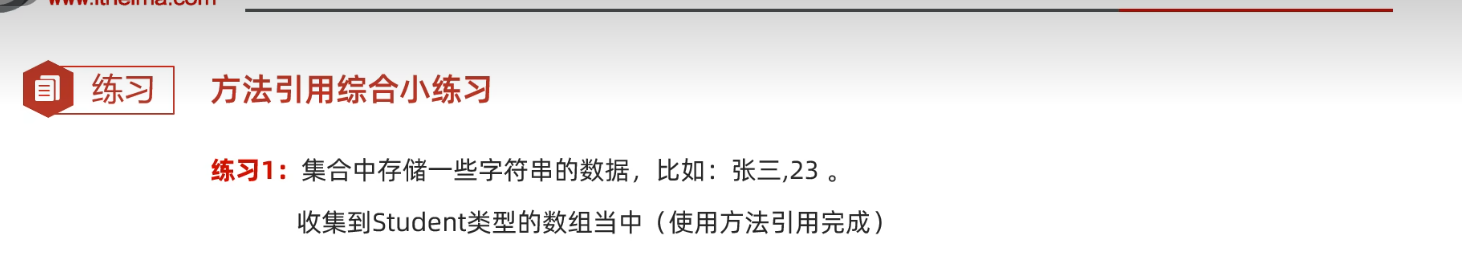 www.itheima.com
练习
方法引用综合小练习
练习1：集合中存储一些字符串的数据，比如：张三,23 。
收集到Student类型的数组当中（使用方法引用完成）